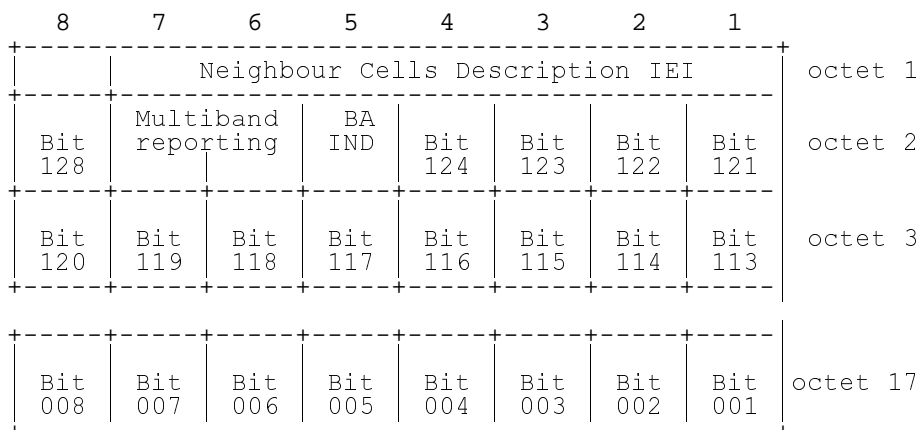 8 7 6 5 4 3 2 1
Neighbour Cells Description IEI octet 1
Multiband BA
Bit reporting IND Bit Bit Bit Bit octet 2
128 124 123 122 121
Bit Bit Bit Bit Bit Bit Bit Bit octet 3
120 119 118 117 116 115 114 113
Bit Bit Bit Bit Bit Bit Bit Bit octet 17
008 007 006 005 004 003 002 001